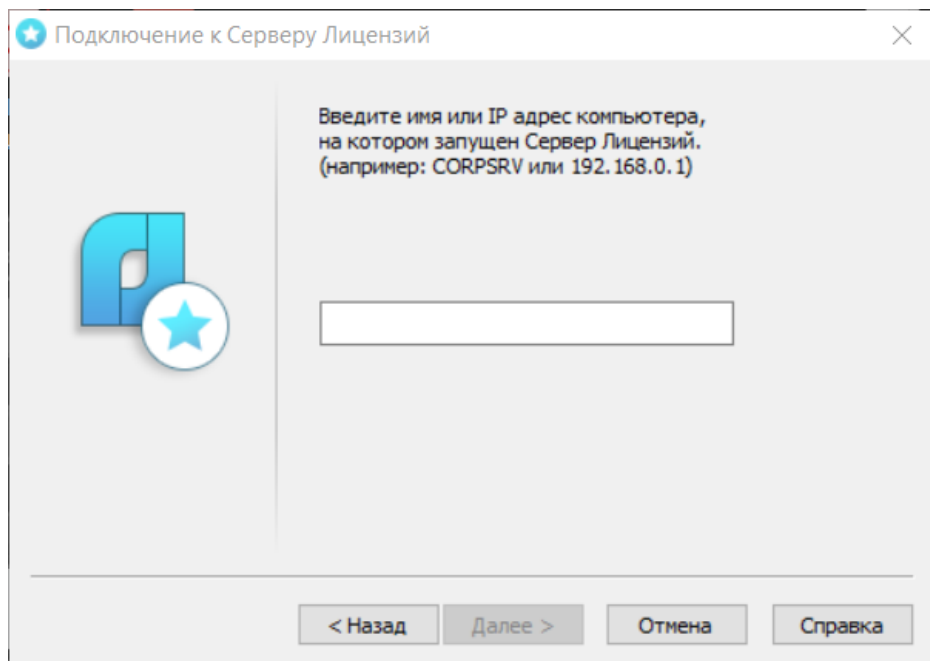 Подключение к Серверу Лицензий
Введите имя или IP адрес компьютера,
на котором запущен Сервер Лицензий.
(например: CORPSRV или 192.168.0.1)
< Назад
Далее >
Отмена
Справка